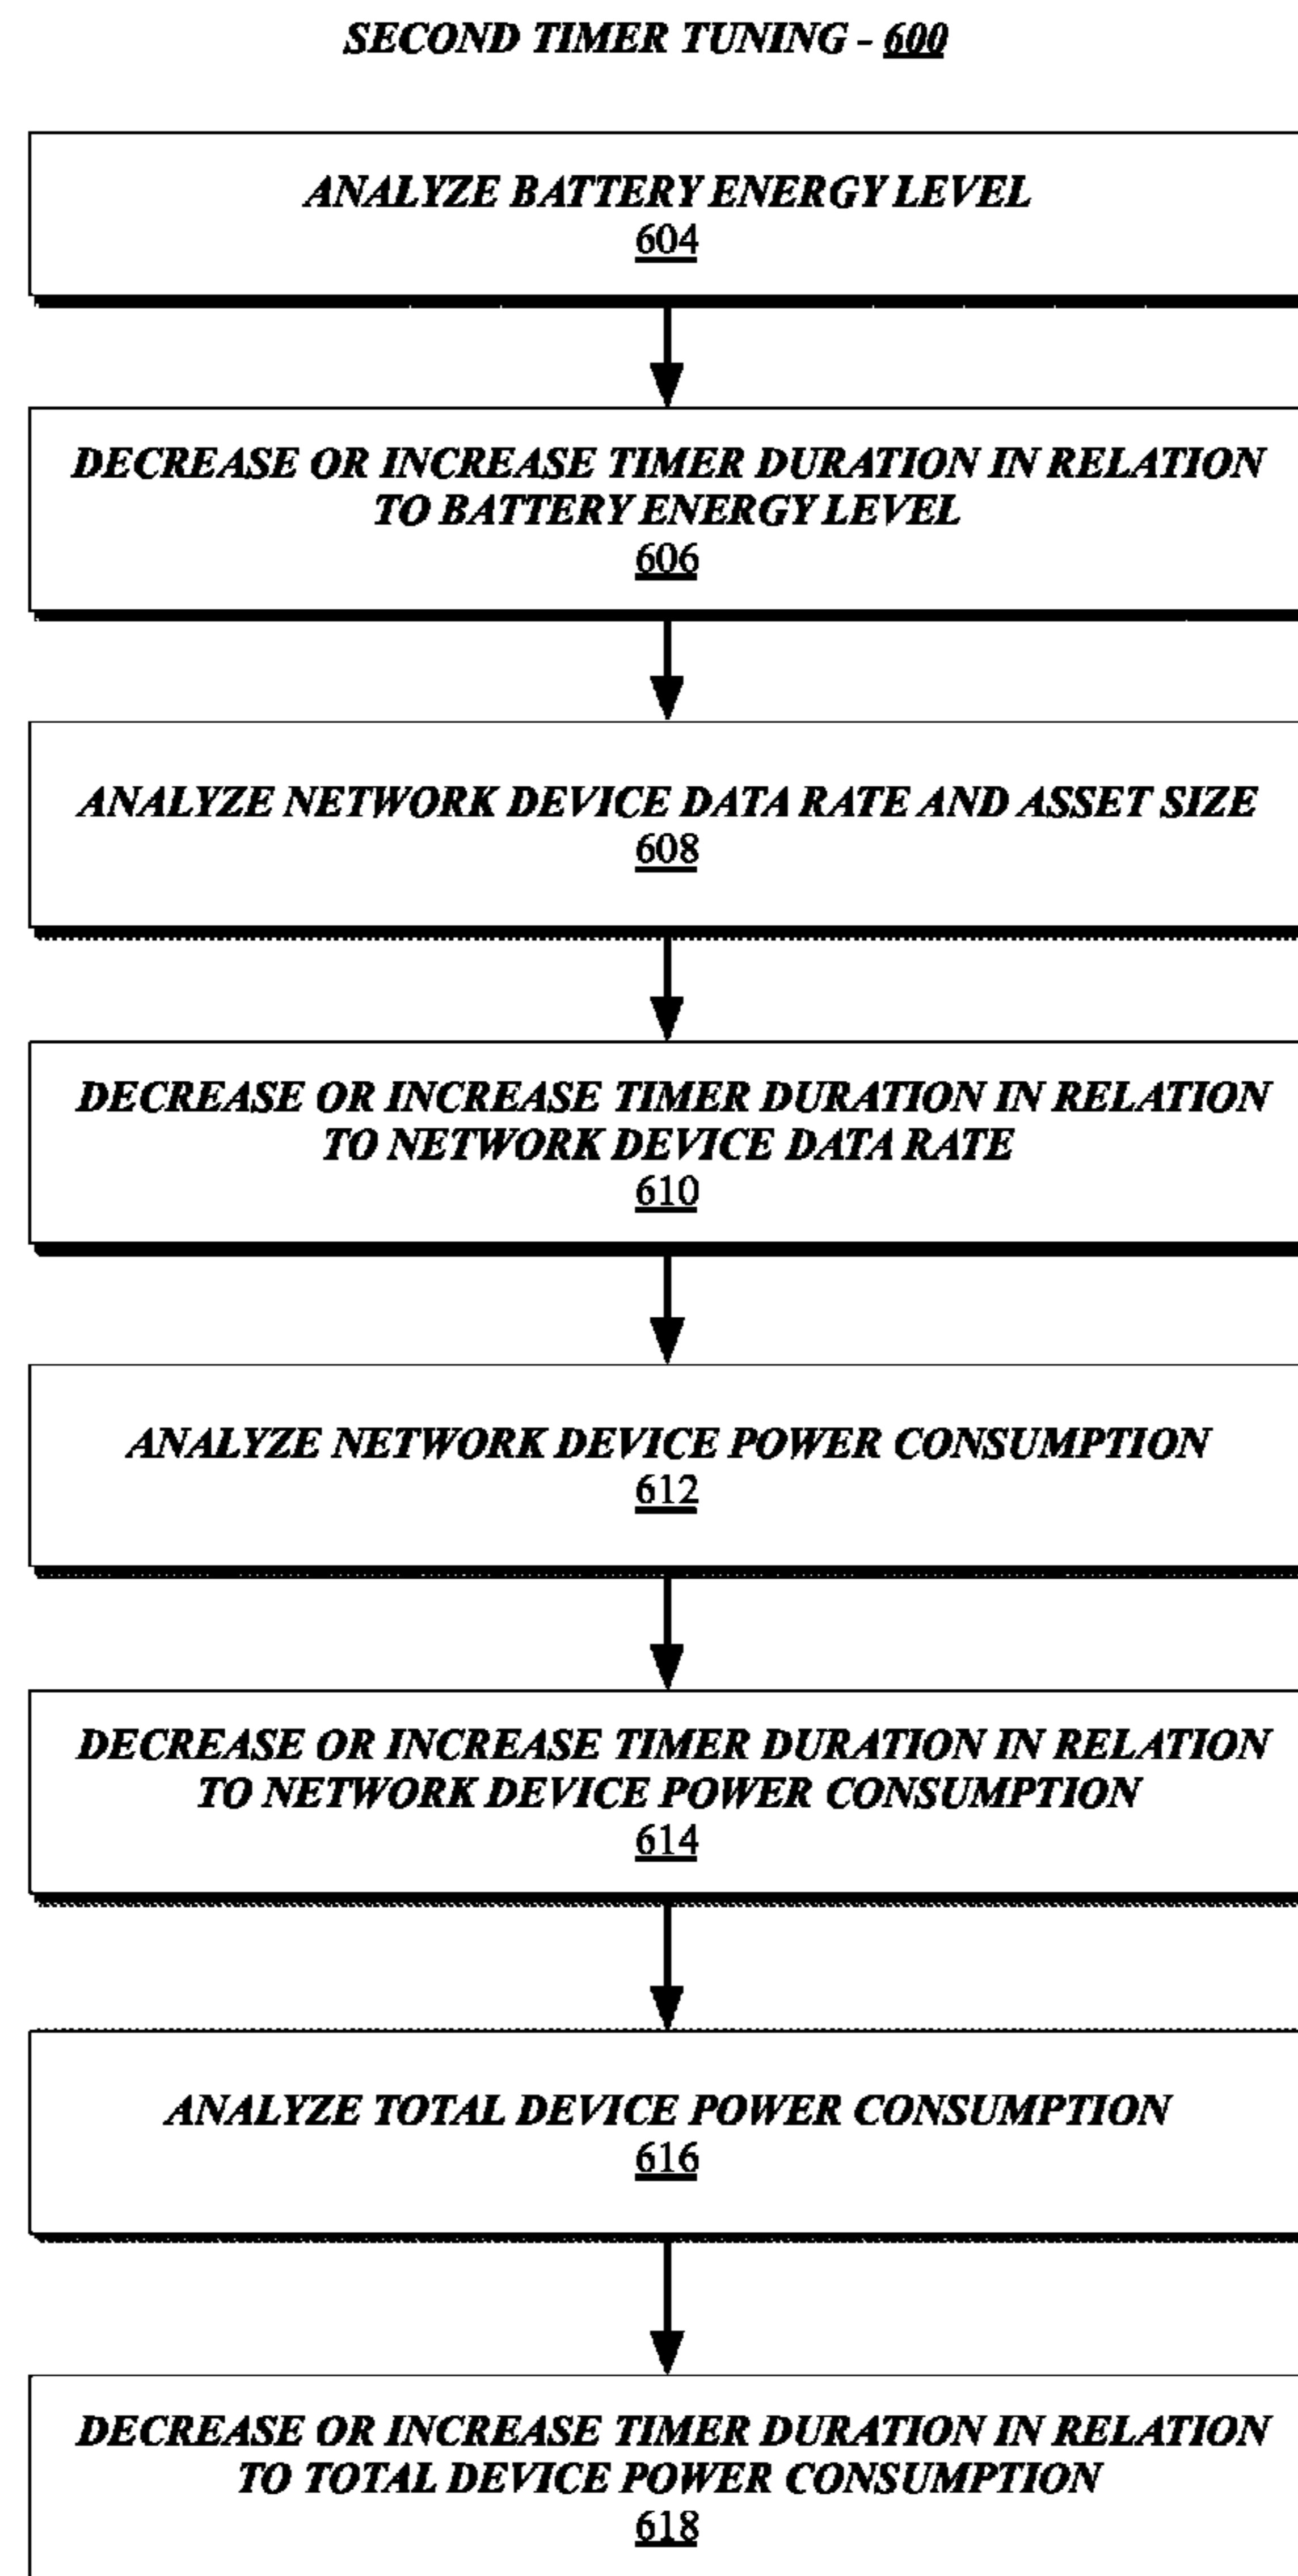 SECOND TIMER TUNING - 600
ANALYZE BATTERY ENERGY LEVEL
604
DECREASE OR INCREASE TIMER DURATION IN RELATION
TO BATTERY ENERGY LEVEL
606
ANALYZE NETWORK DEVICE DATA RATE AND ASSET SIZE
608
DECREASE OR INCREASE TIMER DURATION IN RELATION
TO NETWORK DEVICE DATA RATE
610
ANALYZE NETWORK DEVICE POWER CONSUMPTION
612
DECREASE OR INCREASE TIMER DURATION IN RELATION
TO NETWORK DEVICE POWER CONSUMPTION
614
ANALYZE TOTAL DEVICE POWER CONSUMPTION
616
DECREASE OR INCREASE TIMER DURATION IN RELATION
TO TOTAL DEVICE POWER CONSUMPTION
618